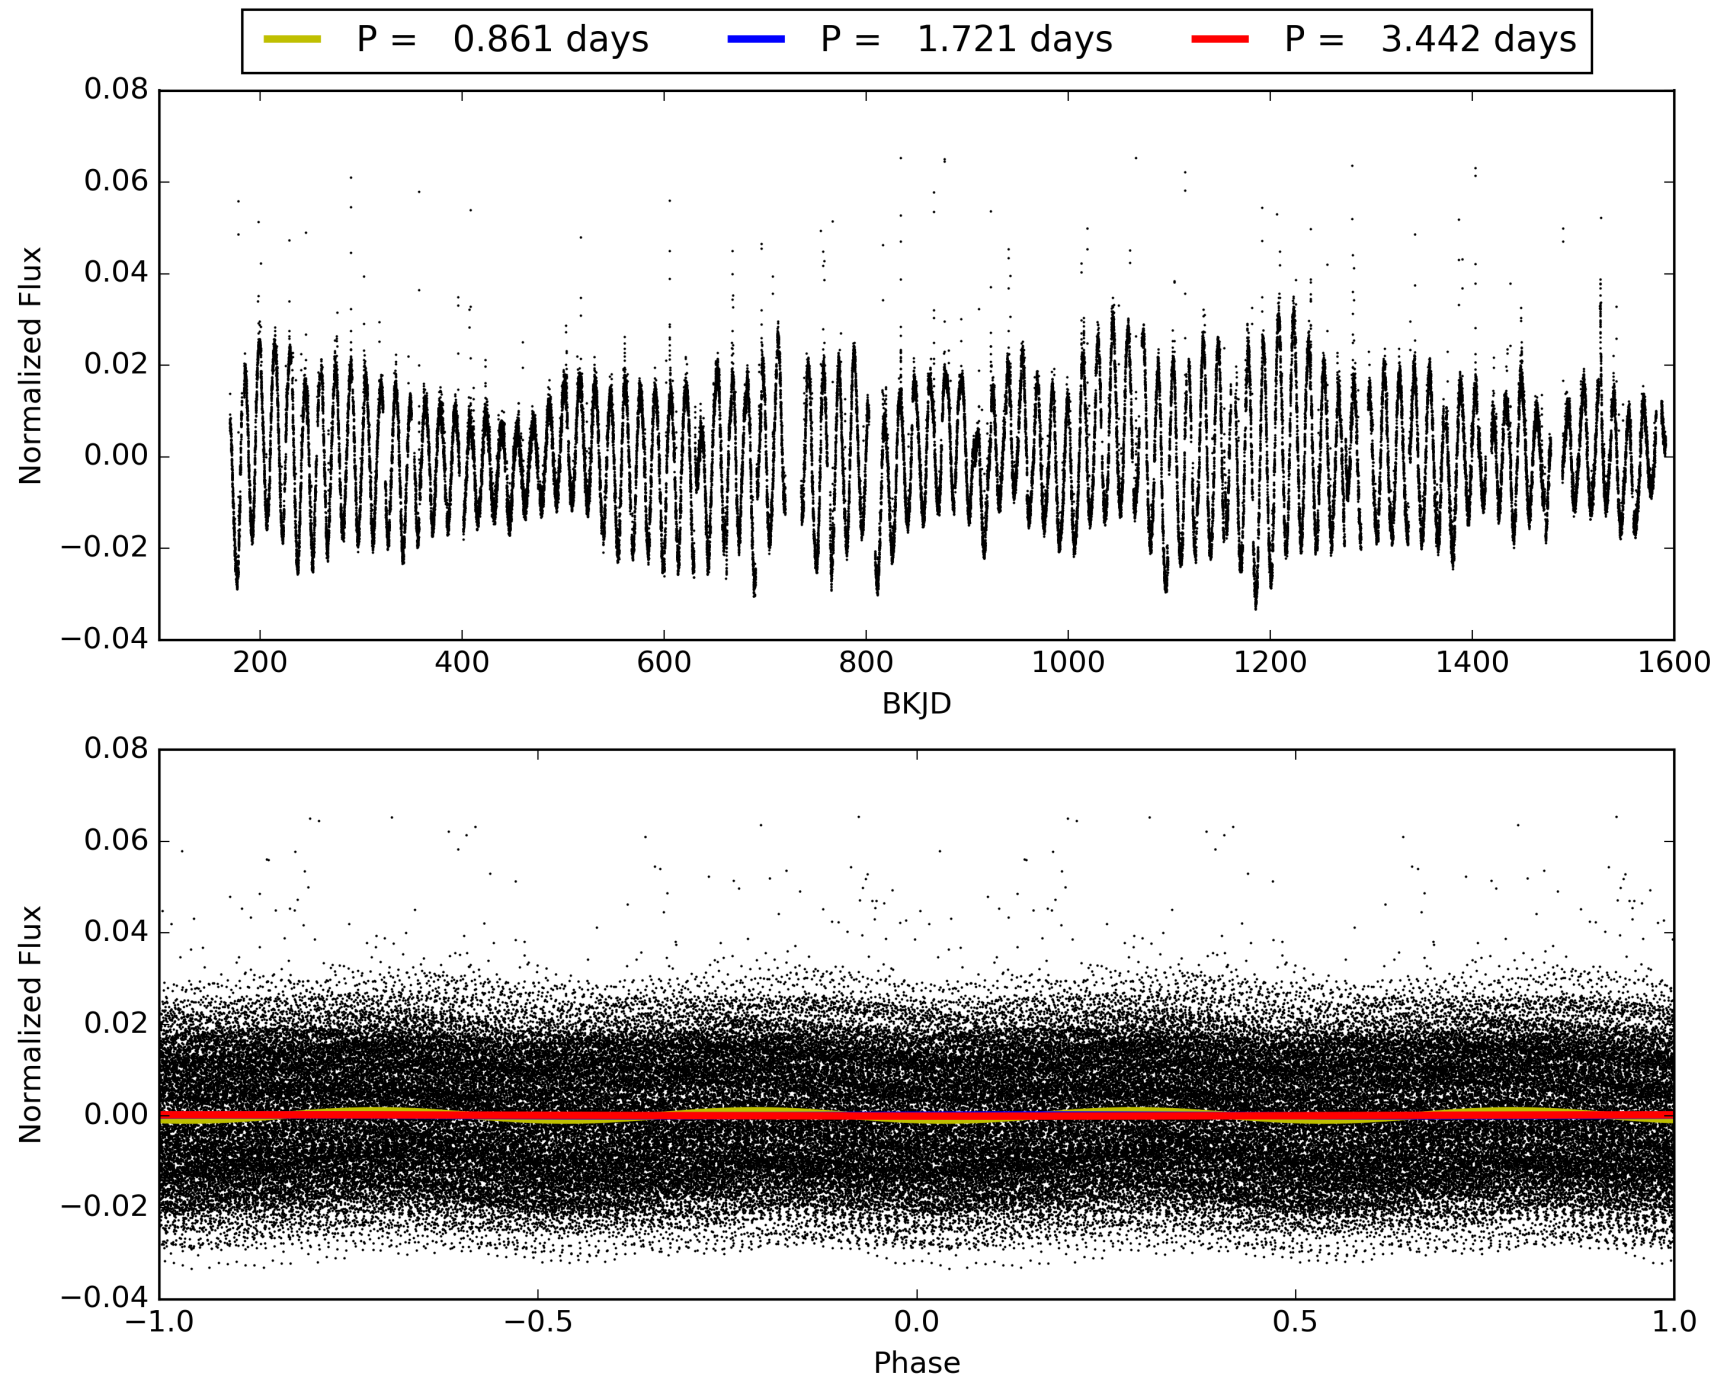 P = 0.861 days P = 1.721 days P = 3.442 days
0.08
0.06
0.04
0.02
0.00
−0.02
−0.04
Normalized Flux
200 400 600 800 1000 1200 1400 1600
BKJD
0.08
0.06
0.04
0.02
0.00
−0.02
−0.04
Normalized Flux
−1.0 −0.5 0.0 0.5 1.0
Phase